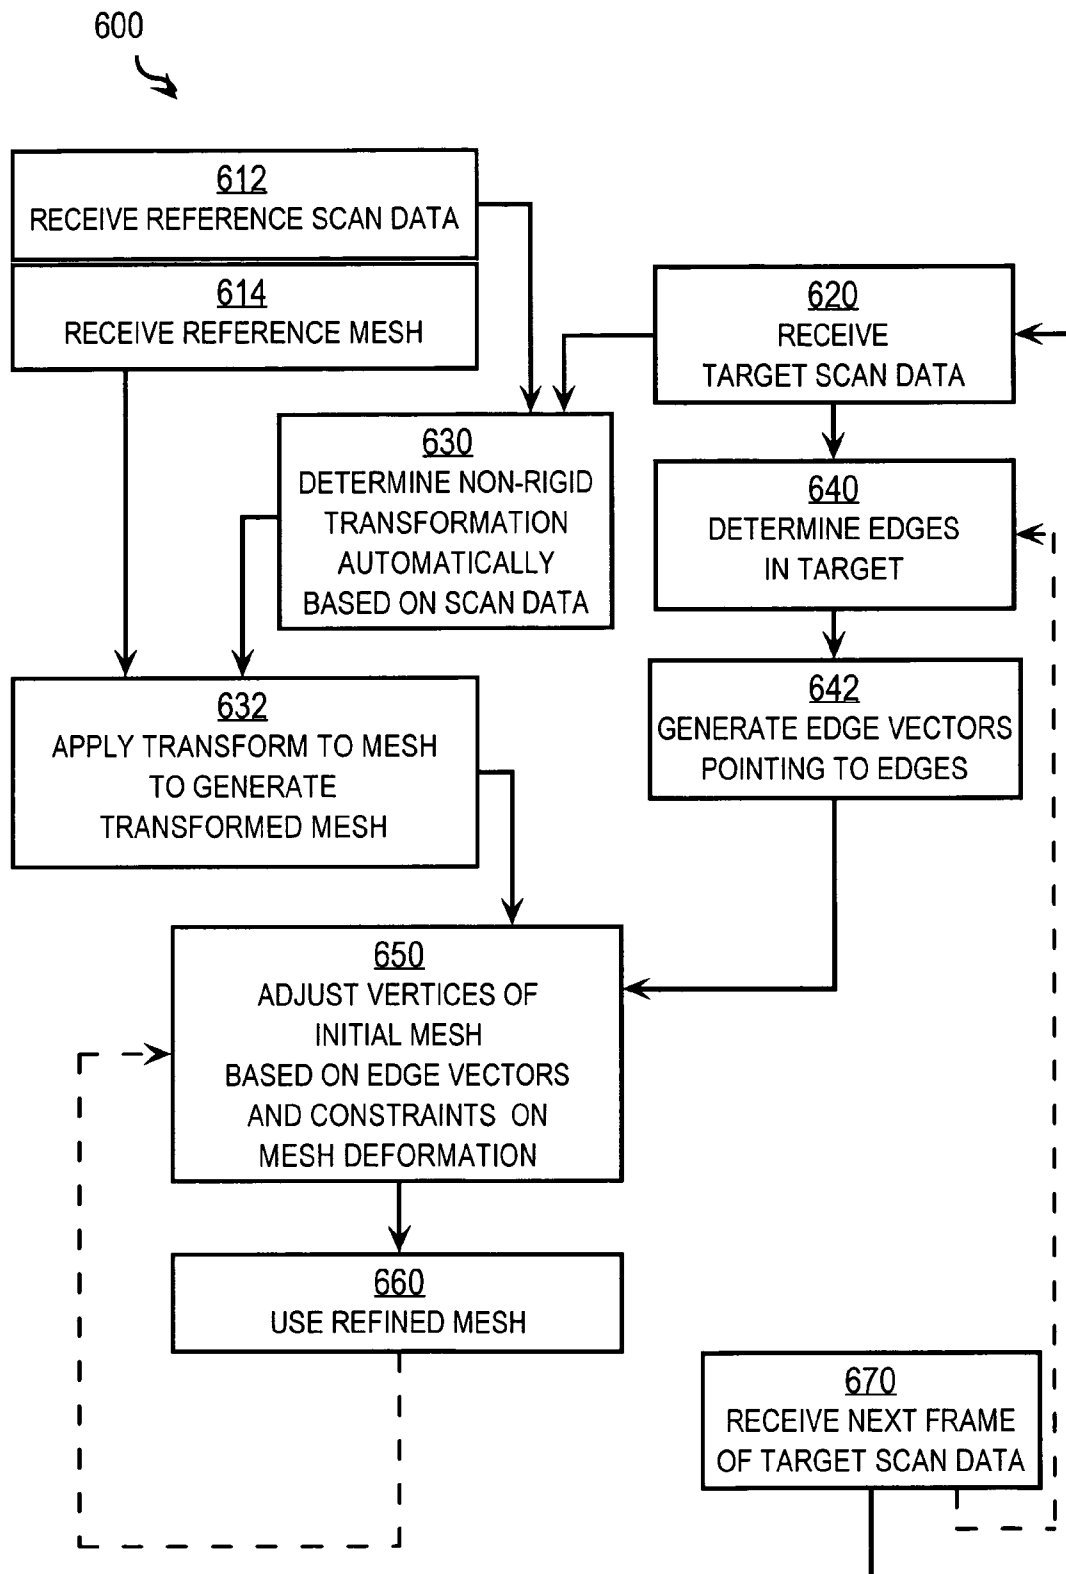 600
612
RECEIVE REFERENCE SCAN DATA
614
RECEIVE REFERENCE MESH
620
RECEIVE
TARGET SCAN DATA
630
DETERMINE NON-RIGID
TRANSFORMATION
AUTOMATICALLY
BASED ON SCAN DATA
640
DETERMINE EDGES
IN TARGET
642
GENERATE EDGE VECTORS
POINTING TO EDGES
632
APPLY TRANSFORM TO MESH
TO GENERATE
TRANSFORMED MESH
650
ADJUST VERTICES OF
INITIAL MESH
BASED ON EDGE VECTORS
AND CONSTRAINTS ON
MESH DEFORMATION
660
USE REFINED MESH
670
RECEIVE NEXT FRAME
OF TARGET SCAN DATA